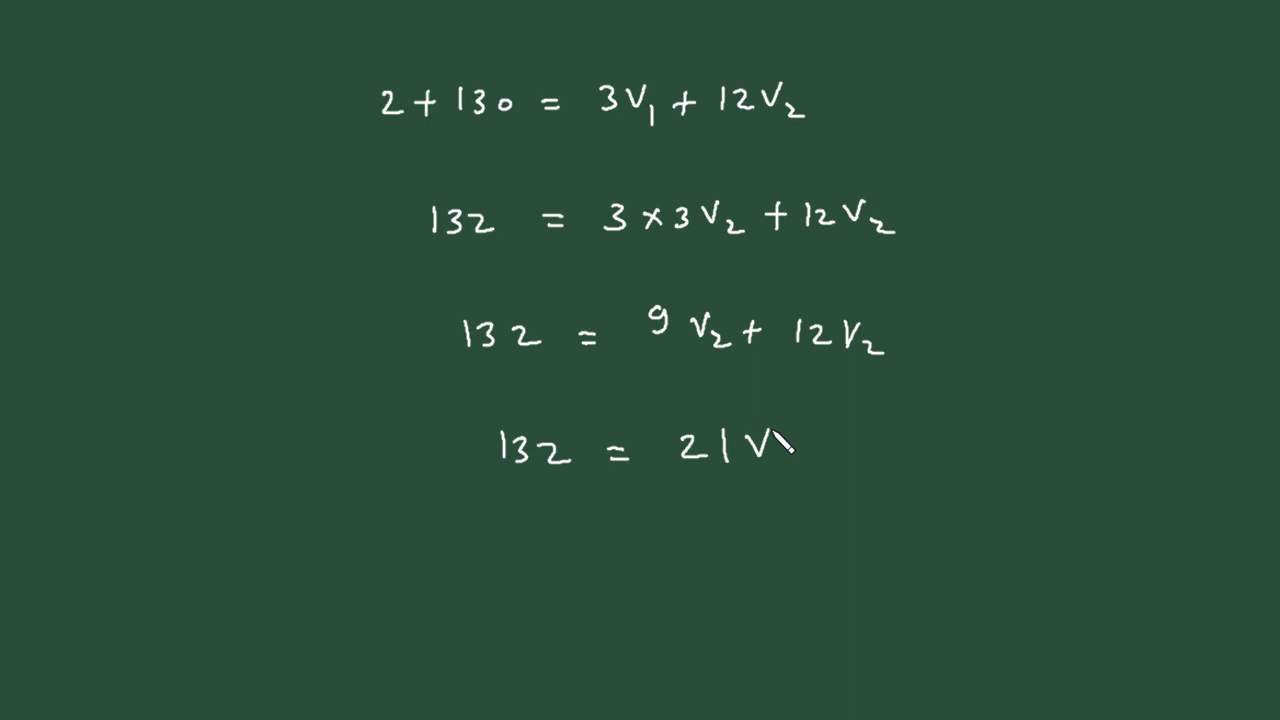 2 + 130 = 3V₁ + 12V₂
132 = 3 × 3V₂ + 12V₂
132 = 9V₂ + 12V₂
132 = 21V